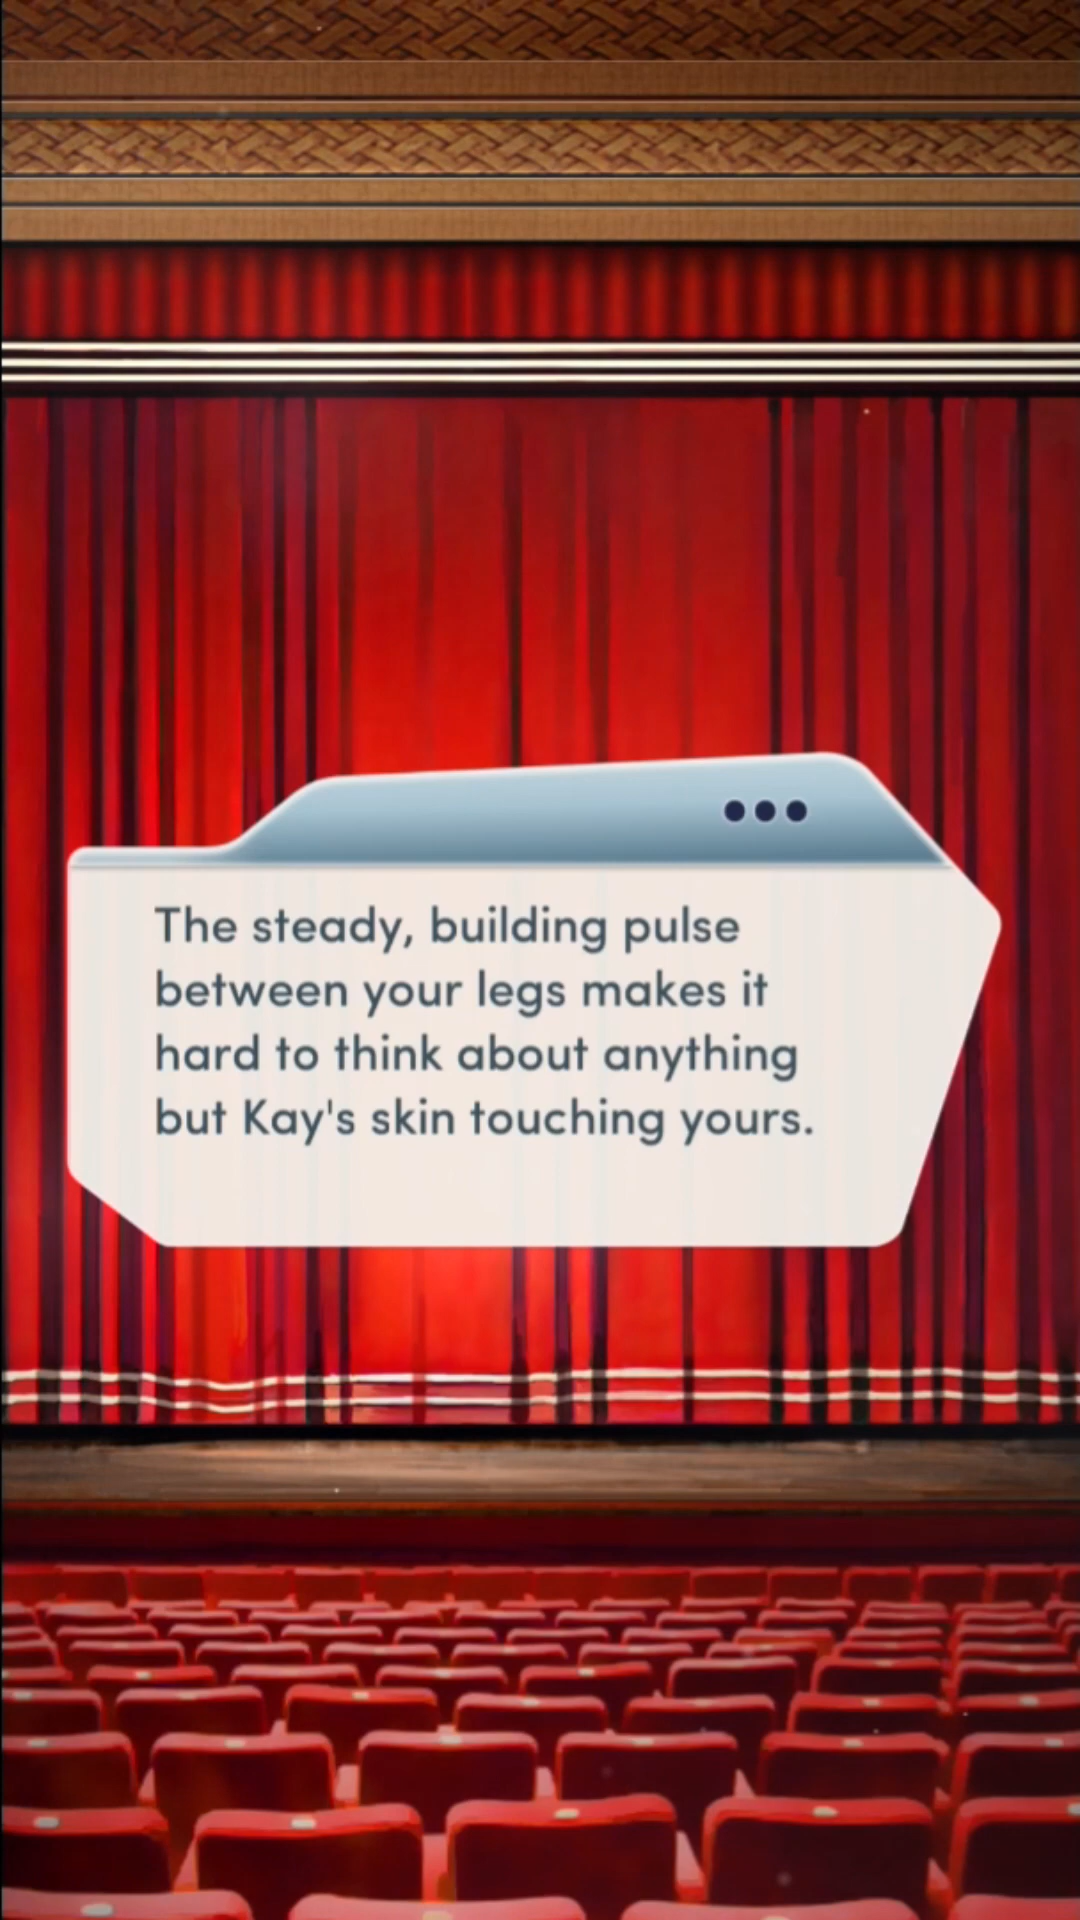 The steady, building pulse
between your legs makes it
hard to think about anything
but Kay's skin touching yours.